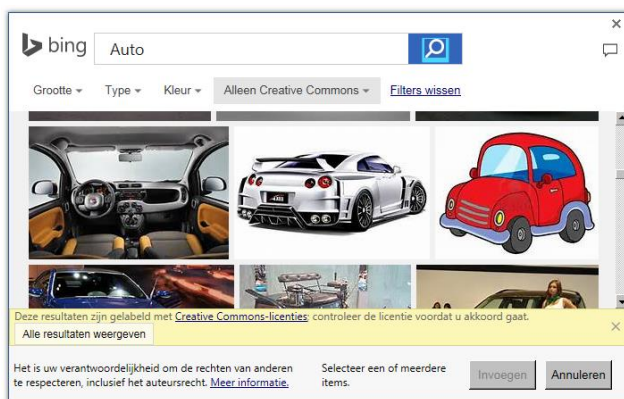 bing
Auto
Grootte
Type
Kleur
Alleen Creative Commons
Filters wissen
Deze resultaten zijn gelabeld met Creative Commons-licenties; controleer de licentie voordat u akkoord gaat.
Alle resultaten weergeven
Het is uw verantwoordelijkheid om de rechten van anderen
te respecteren, inclusief het auteursrecht. Meer informatie.
Selecteer een of meerdere
items.
Invoegen
Annuleren